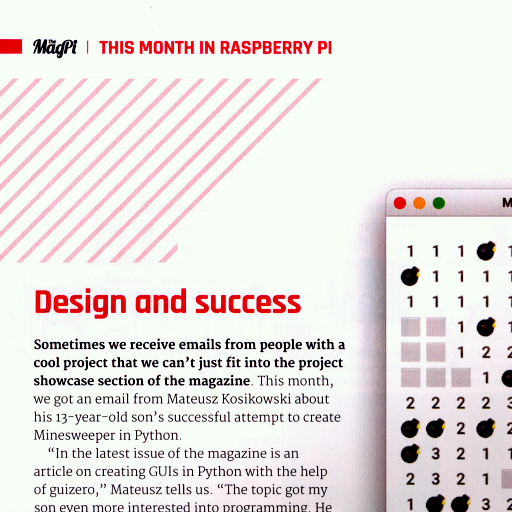 The MagPi | THIS MONTH IN RASPBERRY PI
Design and success
Sometimes we receive emails from people with a
cool project that we can't just fit into the project
showcase section of the magazine. This month,
we got an email from Mateusz Kosikowski about
his 13-year-old son's successful attempt to create
Minesweeper in Python.
“In the latest issue of the magazine is an
article on creating GUIs in Python with the help
of guizero,” Mateusz tells us. “The topic got my
son even more interested into programming. He
M
1 1 1 1
1 1 1
1 1 1 1 1
1 1
1 2 2
1
2 2 2 2 3
2 2
3 2 1 1
2 3 2 1
1 3 2